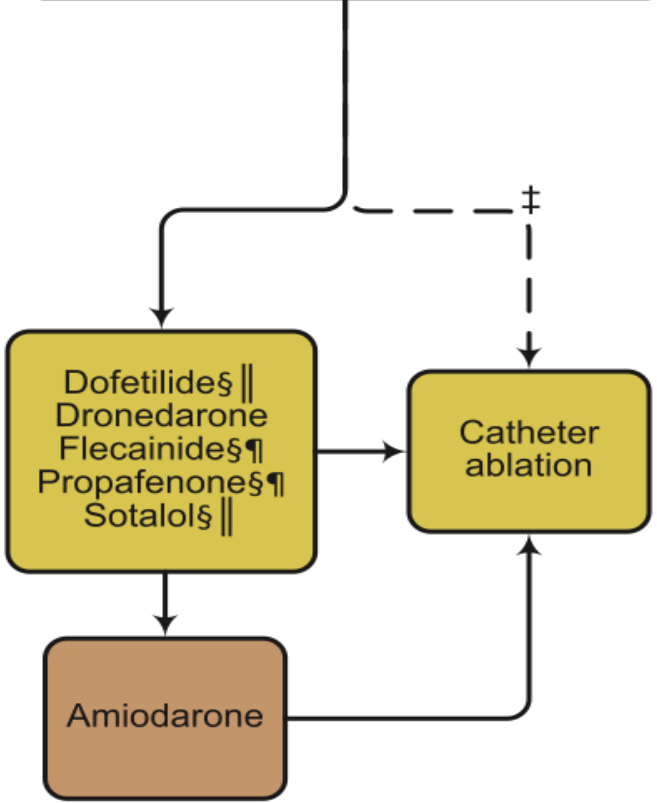 ‡
Dofetilide§‖
Dronedarone
Flecainide§¶
Propafenone§¶
Sotalol§‖
Catheter
ablation
Amiodarone